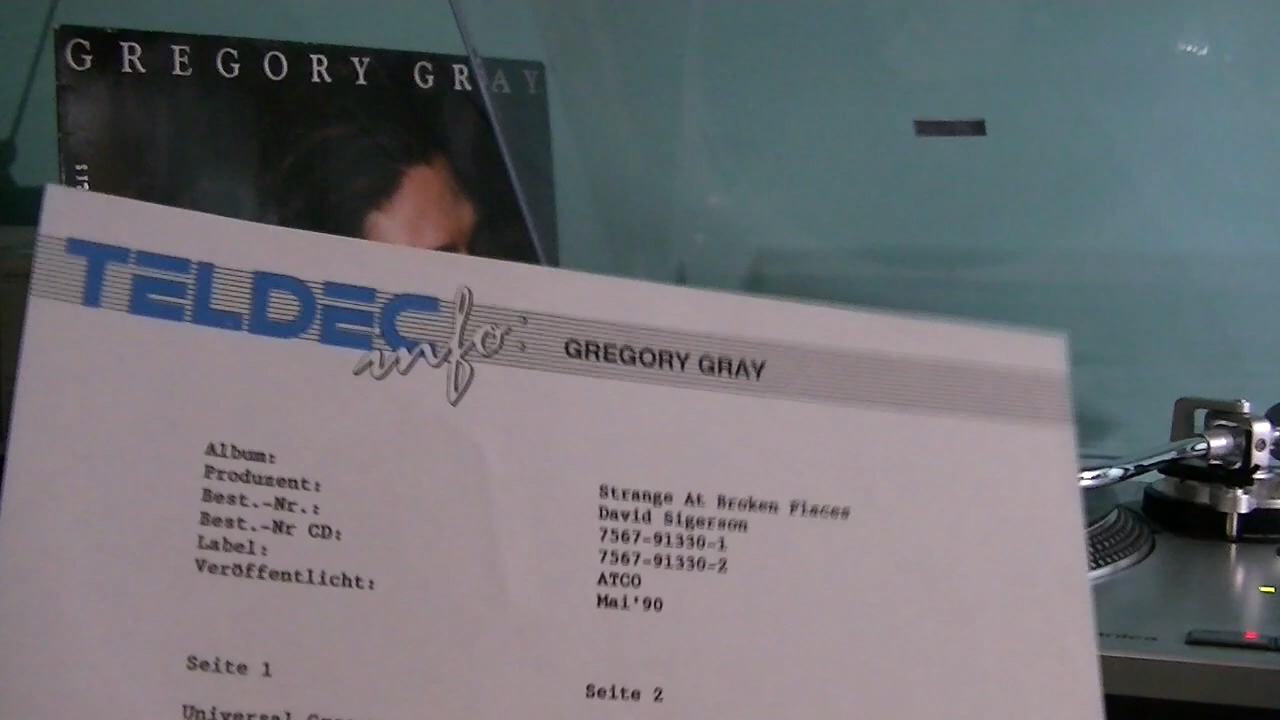 GREGORY GRAY
TELDEC info:
GREGORY GRAY
Album:
Produzent:
Best.-Nr.:
Best.-Nr CD:
Label:
Veröffentlicht:
Strange At Broken Places
David Sigerson
7567-91330-1
7567-91330-2
ATCO
Mai'90
Seite 1
Seite 2
Universal